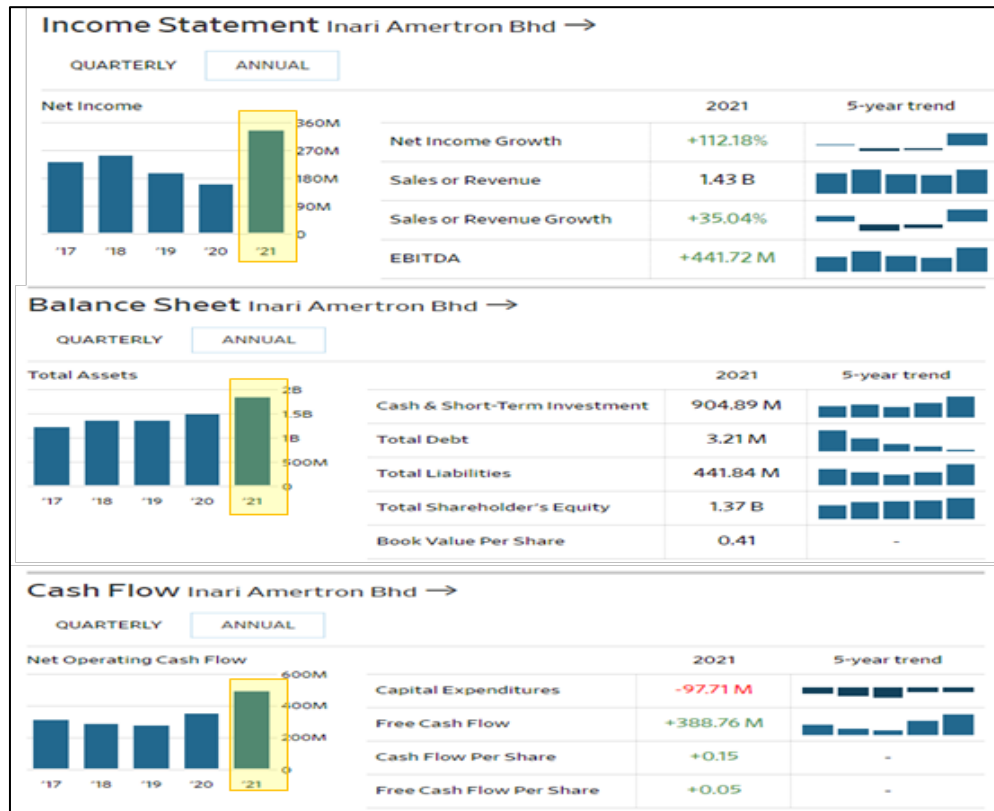 Income Statement Inari Amertron Bhd →
QUARTERLY ANNUAL
Net Income 2021 5-year trend
360M
270M
180M
90M
0
'17 '18 '19 '20 '21
Net Income Growth +112.18%
Sales or Revenue 1.43 B
Sales or Revenue Growth +35.04%
EBITDA +441.72 M
Balance Sheet Inari Amertron Bhd →
QUARTERLY ANNUAL
Total Assets 2021 5-year trend
2B
1.5B
1B
500M
0
'17 '18 '19 '20 '21
Cash & Short-Term Investment 904.89 M
Total Debt 3.21 M
Total Liabilities 441.84 M
Total Shareholder's Equity 1.37 B
Book Value Per Share 0.41 -
Cash Flow Inari Amertron Bhd →
QUARTERLY ANNUAL
Net Operating Cash Flow 2021 5-year trend
600M
400M
200M
0
'17 '18 '19 '20 '21
Capital Expenditures -97.71 M
Free Cash Flow +388.76 M
Cash Flow Per Share +0.15 -
Free Cash Flow Per Share +0.05 -